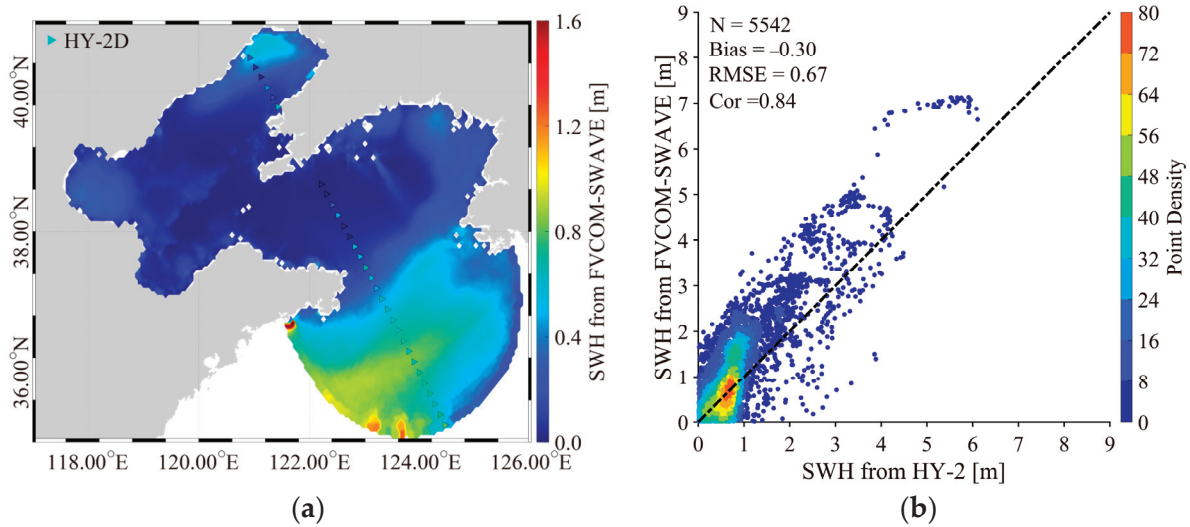 HY-2D
40.00°N
38.00°N
36.00°N
118.00°E
120.00°E
122.00°E
124.00°E
126.00°E
1.6
1.2
0.8
0.4
0.0
SWH from FVCOM-SWAVE [m]
(a)
N = 5542
Bias = –0.30
RMSE = 0.67
Cor =0.84
SWH from FVCOM-SWAVE [m]
9
8
7
6
5
4
3
2
1
0
0
1
2
3
4
5
6
7
8
9
SWH from HY-2 [m]
80
72
64
56
48
40
32
24
16
8
0
Point Density
(b)